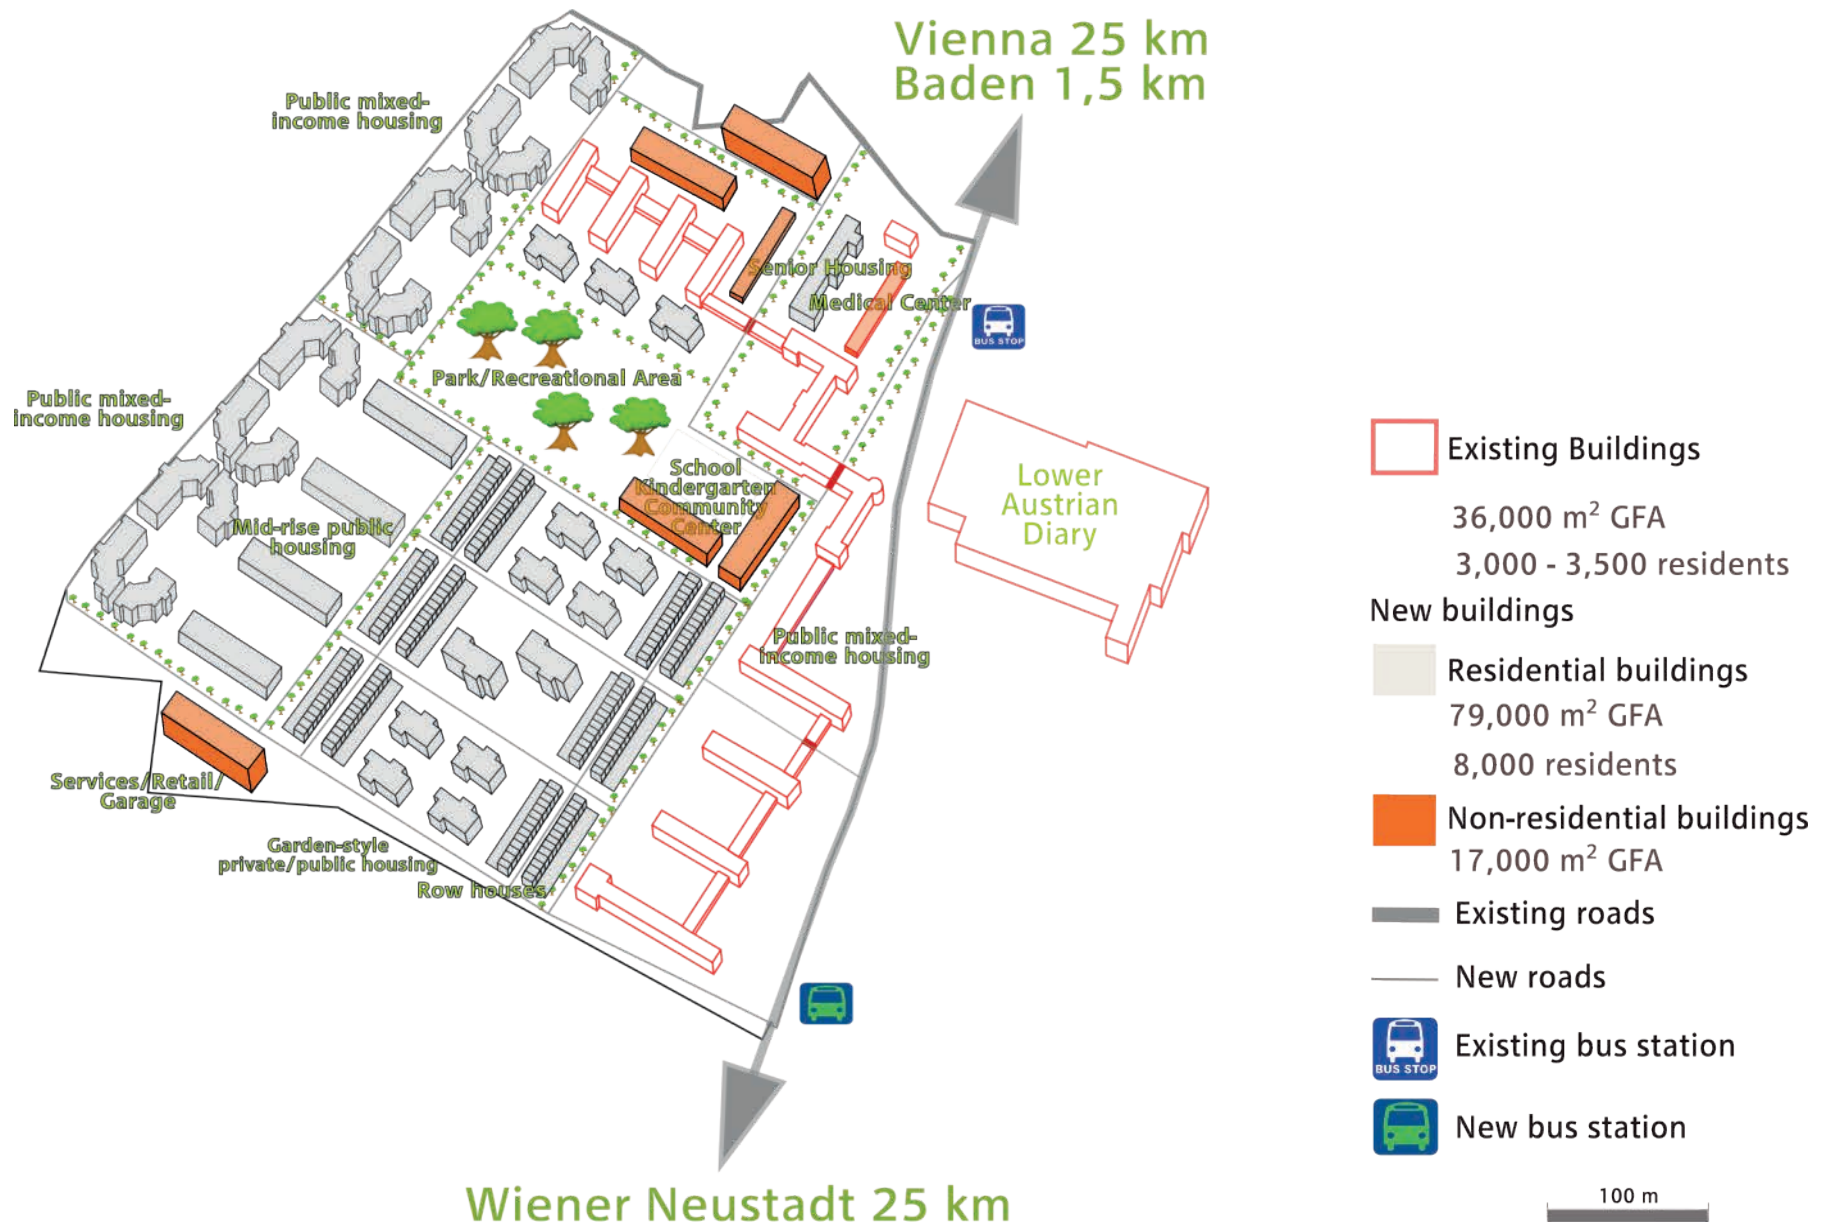 Vienna 25 km
Baden 1,5 km
Public mixed-
income housing
Senior Housing
Medical Center
BUS STOP
Park/Recreational Area
Public mixed-
income housing
School
Kindergarten
Community
Center
Lower
Austrian
Diary
Mid-rise public
housing
Public mixed-
income housing
Services/Retail/
Garage
Garden-style
private/public housing
Row houses
Wiener Neustadt 25 km
Existing Buildings
36,000 m² GFA
3,000 - 3,500 residents
New buildings
Residential buildings
79,000 m² GFA
8,000 residents
Non-residential buildings
17,000 m² GFA
Existing roads
New roads
BUS STOP
Existing bus station
New bus station
100 m